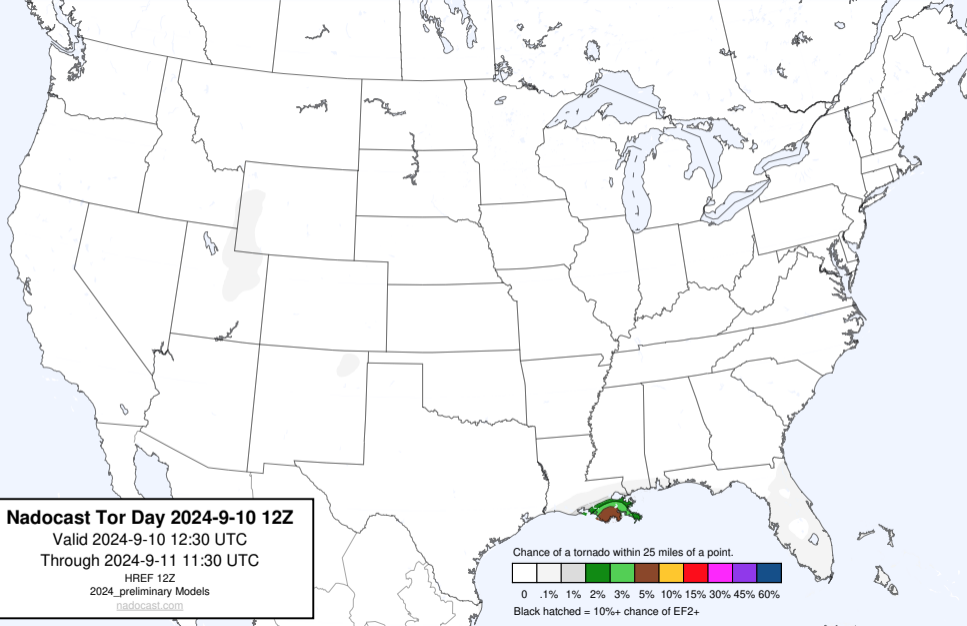 Nadocast Tor Day 2024-9-10 12Z
Valid 2024-9-10 12:30 UTC
Through 2024-9-11 11:30 UTC
HREF 12Z
2024_preliminary Models
nadocast.com
Chance of a tornado within 25 miles of a point.
0 .1% 1% 2% 3% 5% 10% 15% 30% 45% 60%
Black hatched = 10%+ chance of EF2+